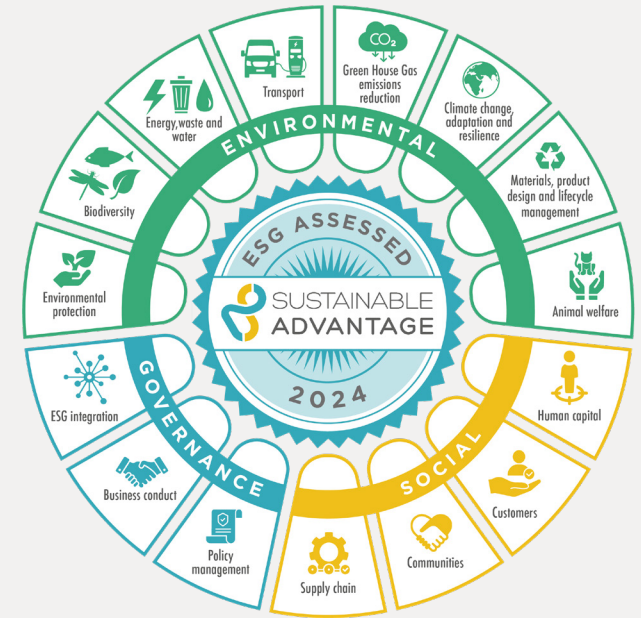 Environmental
protection
Biodiversity
Energy,waste and
water
Transport
CO2
Green House Gas
emissions
reduction
Climate change,
adaptation and
resilience
Materials, product
design and lifecycle
management
Animal welfare
ENVIRONMENTAL
ESG ASSESSED
SUSTAINABLE
ADVANTAGE
2024
GOVERNANCE
SOCIAL
ESG integration
Business conduct
Policy
management
Supply chain
Communities
Customers
Human capital